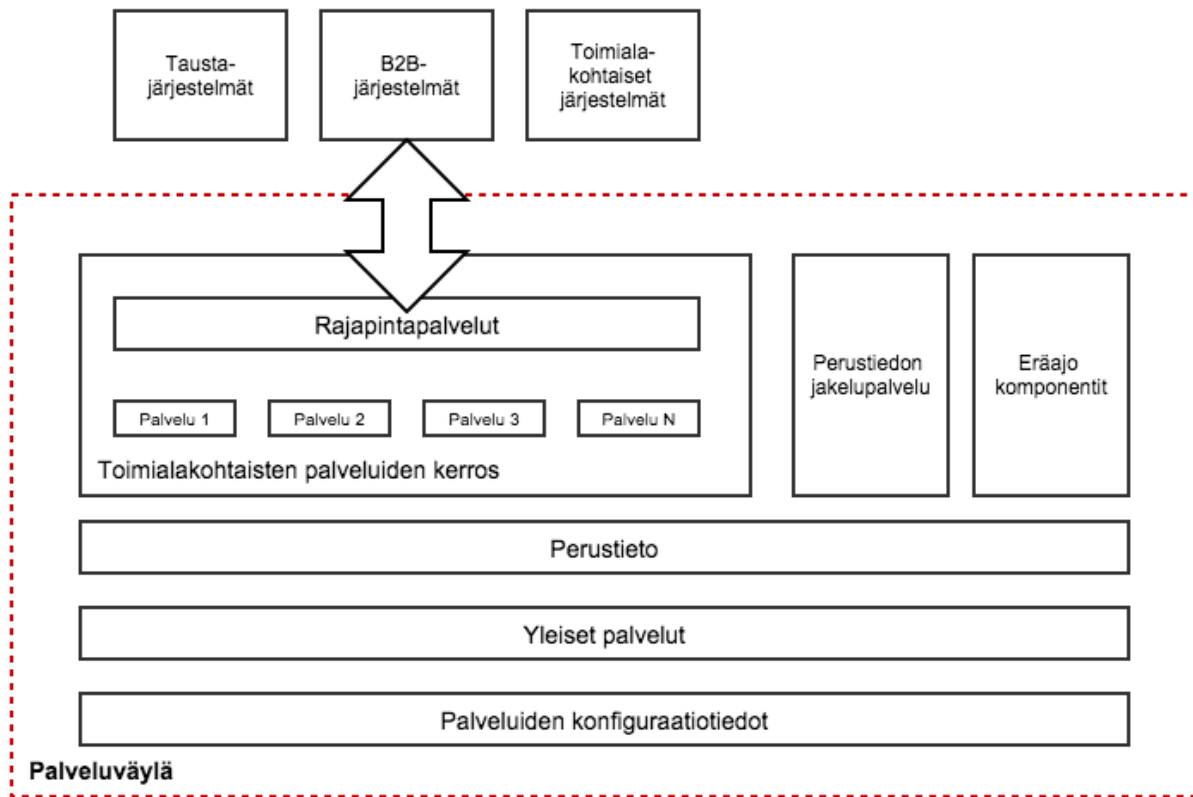 Tausta-
järjestelmät
B2B-
järjestelmät
Toimiala-
kohtaiset
järjestelmät
Rajapintapalvelut
Palvelu 1
Palvelu 2
Palvelu 3
Palvelu N
Toimialakohtaisten palveluiden kerros
Perustiedon
jakelupalvelu
Eräajo
komponentit
Perustieto
Yleiset palvelut
Palveluiden konfiguraatiotiedot
Palveluväylä